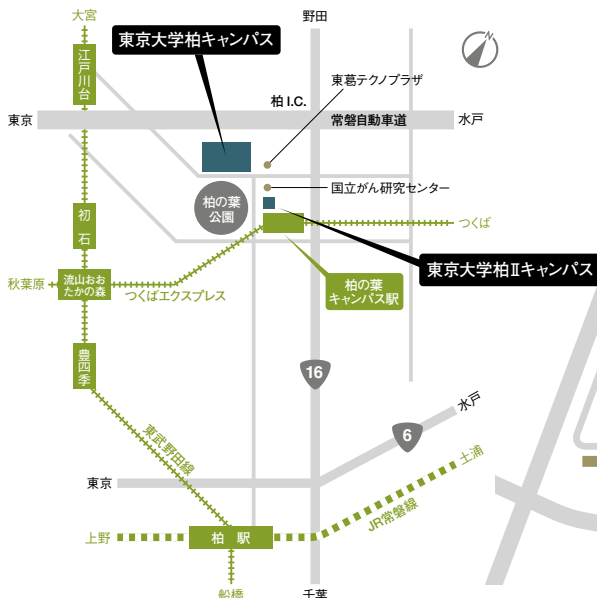 大宮
野田
東京大学柏キャンパス
江戸川台
東葛テクノプラザ
柏 I.C.
東京
常磐自動車道
水戸
国立がん研究センター
柏の葉
公園
初石
つくば
東京大学柏Ⅱキャンパス
秋葉原
流山おお
たかの森
つくばエクスプレス
柏の葉
キャンパス駅
豊四季
16
水戸
6
東武野田線
土浦
東京
JR常磐線
上野
柏 駅
船橋
千葉